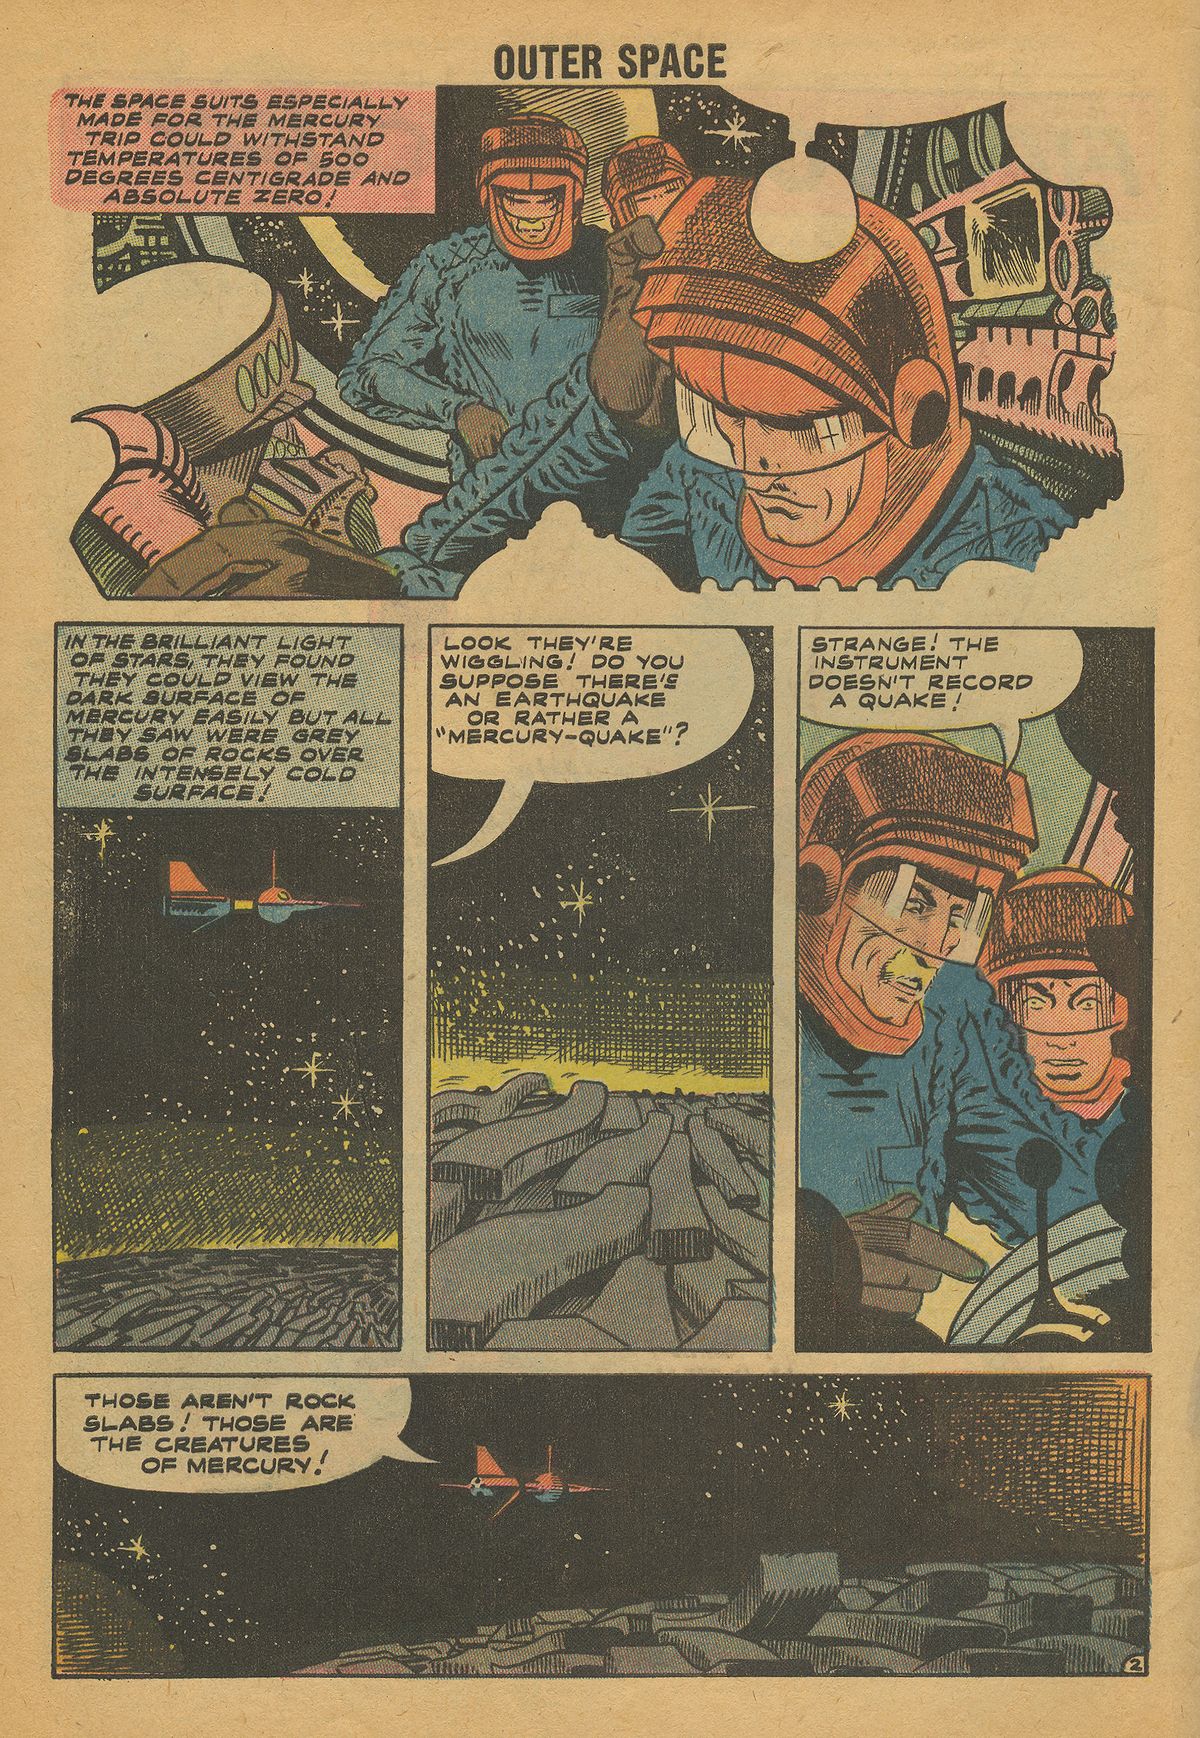 OUTER SPACE
THE SPACE SUITS ESPECIALLY
MADE FOR THE MERCURY
TRIP COULD WITHSTAND
TEMPERATURES OF 500
DEGREES CENTIGRADE AND
ABSOLUTE ZERO!
IN THE BRILLIANT LIGHT
OF STARS, THEY FOUND
THEY COULD VIEW THE
DARK SURFACE OF
MERCURY EASILY BUT ALL
THEY SAW WERE GREY
SLABS OF ROCKS OVER
THE INTENSELY COLD
SURFACE!
LOOK THEY'RE
WIGGLING! DO YOU
SUPPOSE THERE'S
AN EARTHQUAKE
OR RATHER A
"MERCURY-QUAKE"?
STRANGE! THE
INSTRUMENT
DOESN'T RECORD
A QUAKE!
THOSE AREN'T ROCK
SLABS! THOSE ARE
THE CREATURES
OF MERCURY!
2